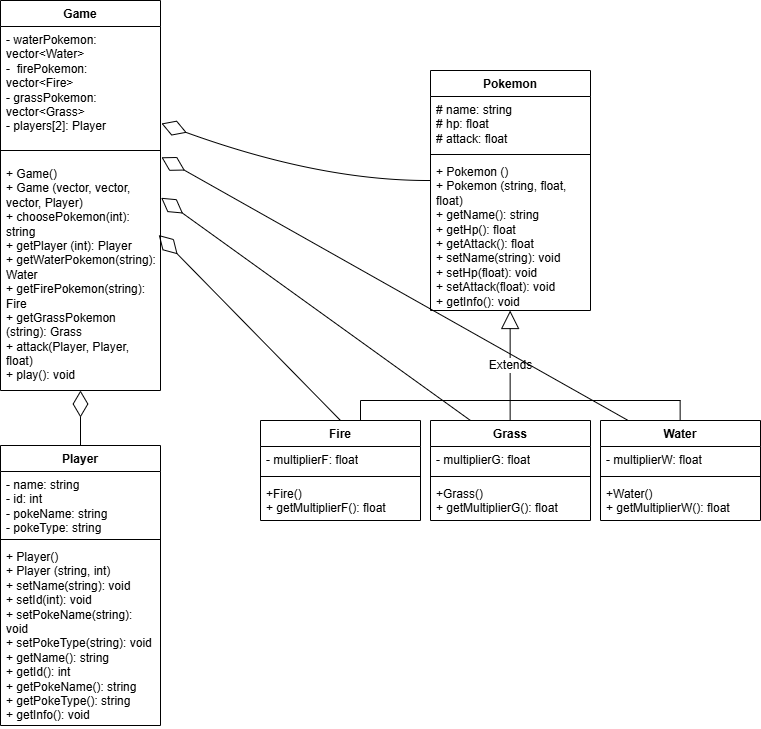 Game
- waterPokemon:
vector<Water>
-  firePokemon:
vector<Fire>
- grassPokemon:
vector<Grass>
- players[2]: Player
+ Game()
+ Game (vector, vector,
vector, Player)
+ choosePokemon(int):
string
+ getPlayer (int): Player
+ getWaterPokemon(string):
Water
+ getFirePokemon(string):
Fire
+ getGrassPokemon
(string): Grass
+ attack(Player, Player,
float)
+ play(): void
Pokemon
# name: string
# hp: float
# attack: float
+ Pokemon ()
+ Pokemon (string, float,
float)
+ getName(): string
+ getHp(): float
+ getAttack(): float
+ setName(string): void
+ setHp(float): void
+ setAttack(float): void
+ getInfo(): void
Extends
Fire
- multiplierF: float
+Fire()
+ getMultiplierF(): float
Grass
- multiplierG: float
+Grass()
+ getMultiplierG(): float
Water
- multiplierW: float
+Water()
+ getMultiplierW(): float
Player
- name: string
- id: int
- pokeName: string
- pokeType: string
+ Player()
+ Player (string, int)
+ setName(string): void
+ setId(int): void
+ setPokeName(string):
void
+ setPokeType(string): void
+ getName(): string
+ getId(): int
+ getPokeName(): string
+ getPokeType(): string
+ getInfo(): void